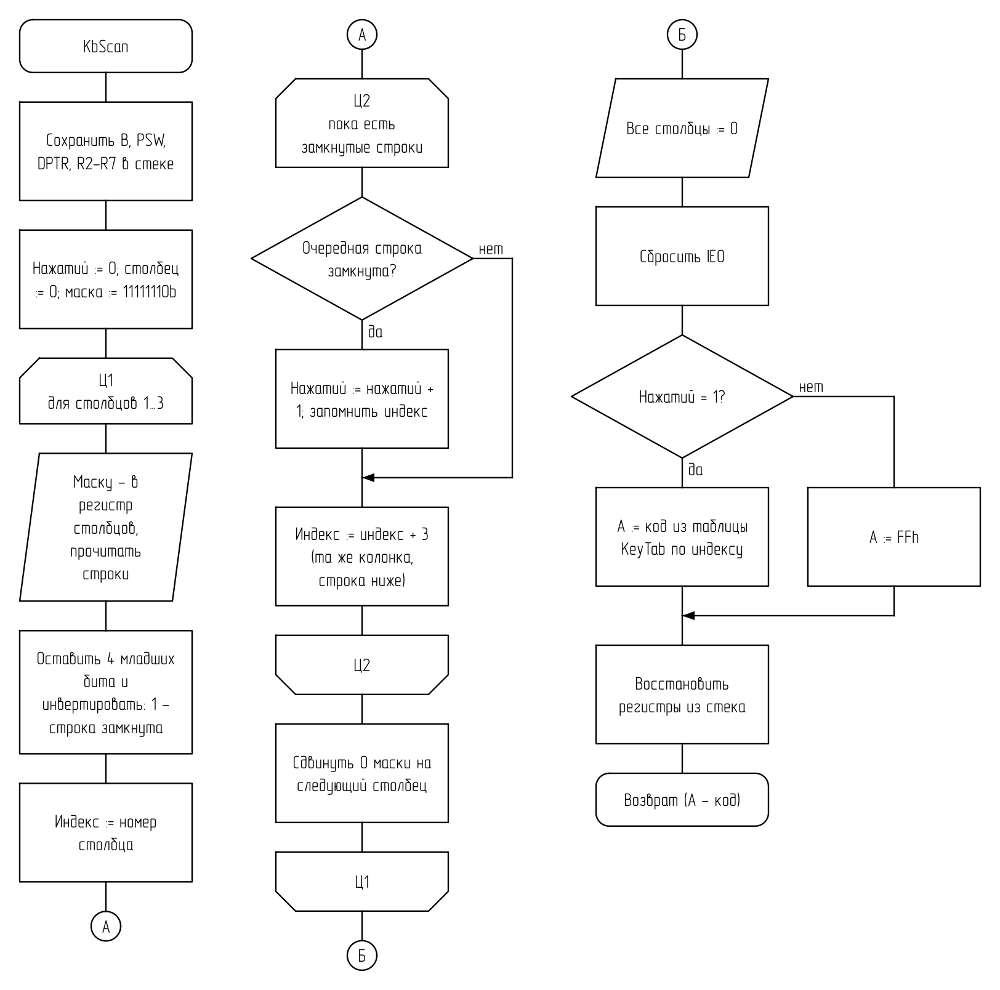 KbScan
Сохранить B, PSW,
DPTR, R2–R7 в стеке
Нажатий := 0; столбец
:= 0; маска := 11111110b
Ц1
для столбцов 1...3
Маску – в
регистр
столбцов,
прочитать
строки
Оставить 4 младших
бита и
инвертировать: 1 –
строка замкнута
Индекс := номер
столбца
А
А
Ц2
пока есть
замкнутые строки
Очередная строка
замкнута?
нет
да
Нажатий := нажатий +
1; запомнить индекс
Индекс := индекс + 3
(та же колонка,
строка ниже)
Ц2
Сдвинуть 0 маски на
следующий столбец
Ц1
Б
Б
Все столбцы := 0
Сбросить IE0
Нажатий = 1?
нет
да
A := код из таблицы
KeyTab по индексу
A := FFh
Восстановить
регистры из стека
Возврат (A – код)